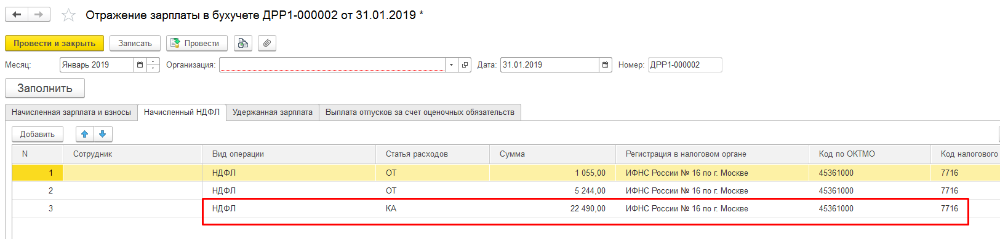 Отражение зарплаты в бухучете ДРР1-000002 от 31.01.2019 *
Провести и закрыть Записать Провести
Месяц: Январь 2019 Организация: Дата: 31.01.2019 Номер: ДРР1-000002
Заполнить
Начисленная зарплата и взносы Начисленный НДФЛ Удержанная зарплата Выплата отпусков за счет оценочных обязательств
Добавить
N Сотрудник Вид операции Статья расходов Сумма Регистрация в налоговом органе Код по ОКТМО Код налогового
1 НДФЛ ОТ 1 055,00 ИФНС России № 16 по г. Москве 45361000 7716
2 НДФЛ ОТ 5 244,00 ИФНС России № 16 по г. Москве 45361000 7716
3 НДФЛ КА 22 490,00 ИФНС России № 16 по г. Москве 45361000 7716